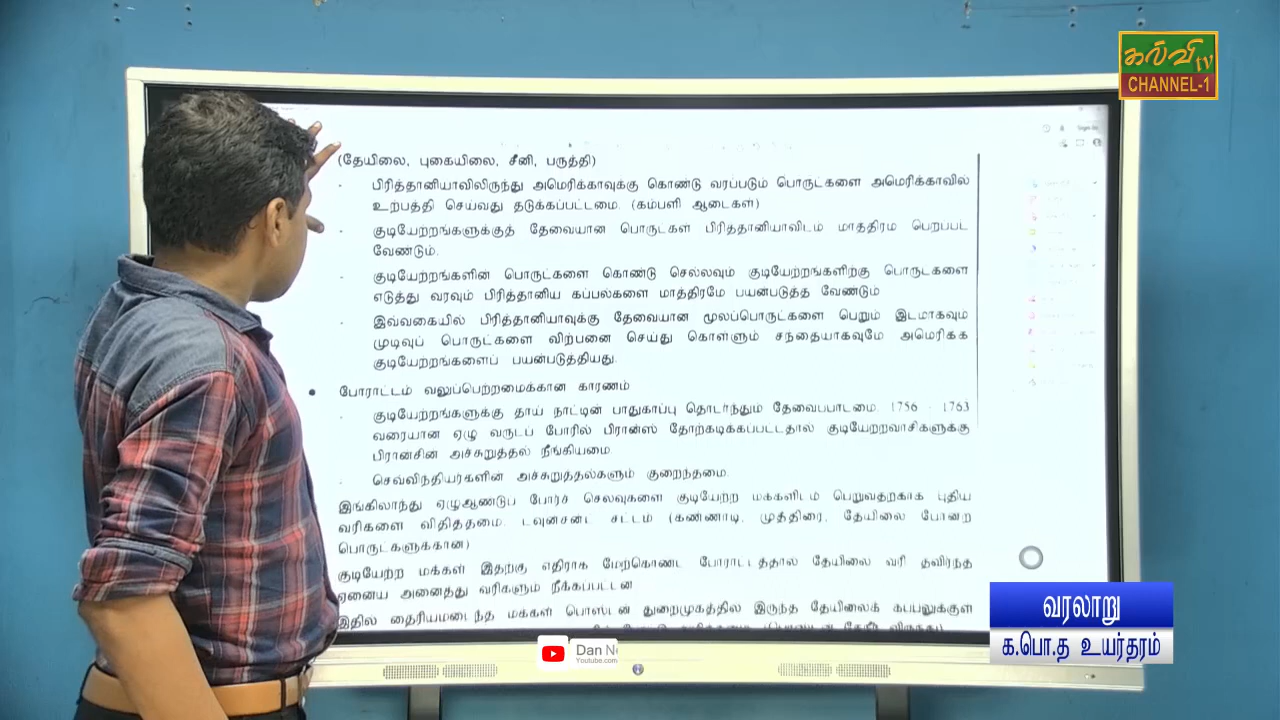 கல்வி TV
CHANNEL-1
(தேயிலை, புகையிலை, சீனி, பருத்தி)
- பிரித்தானியாவிலிருந்து அமெரிக்காவுக்கு கொண்டு வரப்படும் பொருட்களை அமெரிக்காவில்
உற்பத்தி செய்வது தடுக்கப்பட்டமை. (கம்பளி ஆடைகள்)
- குடியேற்றங்களுக்குத் தேவையான பொருட்கள் பிரித்தானியாவிடம் மாத்திரம் பெறப்பட
வேண்டும்.
- குடியேற்றங்களின் பொருட்களை கொண்டு செல்லவும் குடியேற்றங்களிற்கு பொருட்களை
எடுத்து வரவும் பிரித்தானிய கப்பல்களை மாத்திரமே பயன்படுத்த வேண்டும்
- இவ்வகையில் பிரித்தானியாவுக்கு தேவையான மூலப்பொருட்களை பெறும் இடமாகவும்
முடிவுப் பொருட்களை விற்பனை செய்து கொள்ளும் சந்தையாகவுமே அமெரிக்க
குடியேற்றங்களைப் பயன்படுத்தியது.
• போராட்டம் வலுப்பெற்றமைக்கான காரணம்
- குடியேற்றங்களுக்கு தாய் நாட்டின் பாதுகாப்பு தொடர்ந்தும் தேவைப்பாடமை. 1756 - 1763
வரையான ஏழு வருடப் போரில் பிரான்ஸ் தோற்கடிக்கப்பட்டதால் குடியேற்றவாசிகளுக்கு
பிரான்சின் அச்சுறுத்தல் நீங்கியமை
- செவ்விந்தியர்களின் அச்சுறுத்தல்களும் குறைந்தமை.
இங்கிலாந்து ஏழுஆண்டுப் போர்ச் செலவுகளை குடியேற்ற மக்களிடம் பெறுவதற்காக புதிய
வரிகளை விதித்தமை. டவுன்சன்ட் சட்டம் (கண்ணாடி, முத்திரை, தேயிலை போன்ற
பொருட்களுக்கான)
குடியேற்ற மக்கள் இதற்கு எதிராக மேற்கொண்ட போராட்டத்தால் தேயிலை வரி தவிர்ந்த
ஏனைய அனைத்து வரிகளும் நீக்கப்பட்டன
இதில் தைரியமடைந்த மக்கள் பொஸ்டன் துறைமுகத்தில் இருந்த தேயிலைக் கப்பலுக்குள்
வரலாறு
க.பொ.த உயர்தரம்
Dan
Youtube.com